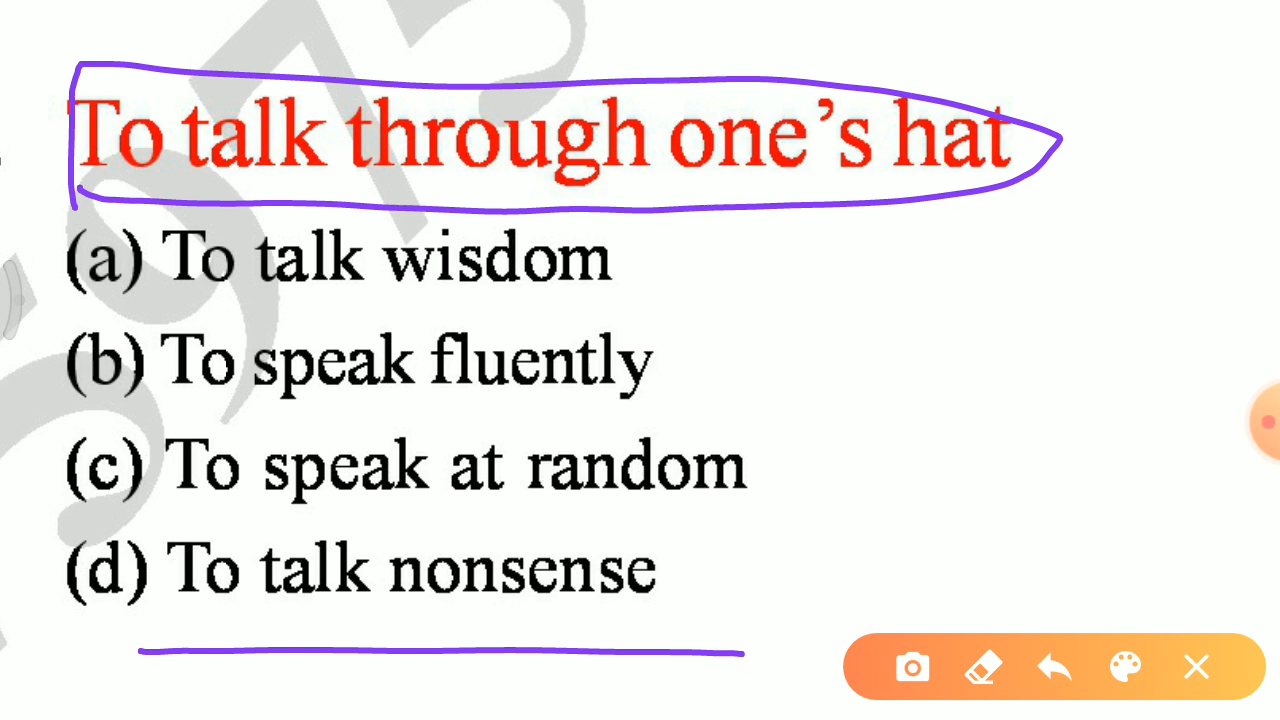 To talk through one’s hat
(a) To talk wisdom
(b) To speak fluently
(c) To speak at random
(d) To talk nonsense